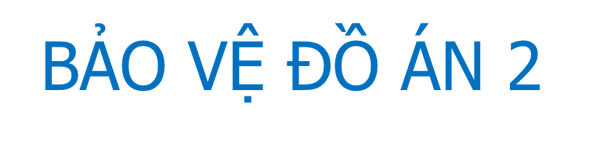 BẢO VỆ ĐỒ ÁN 2